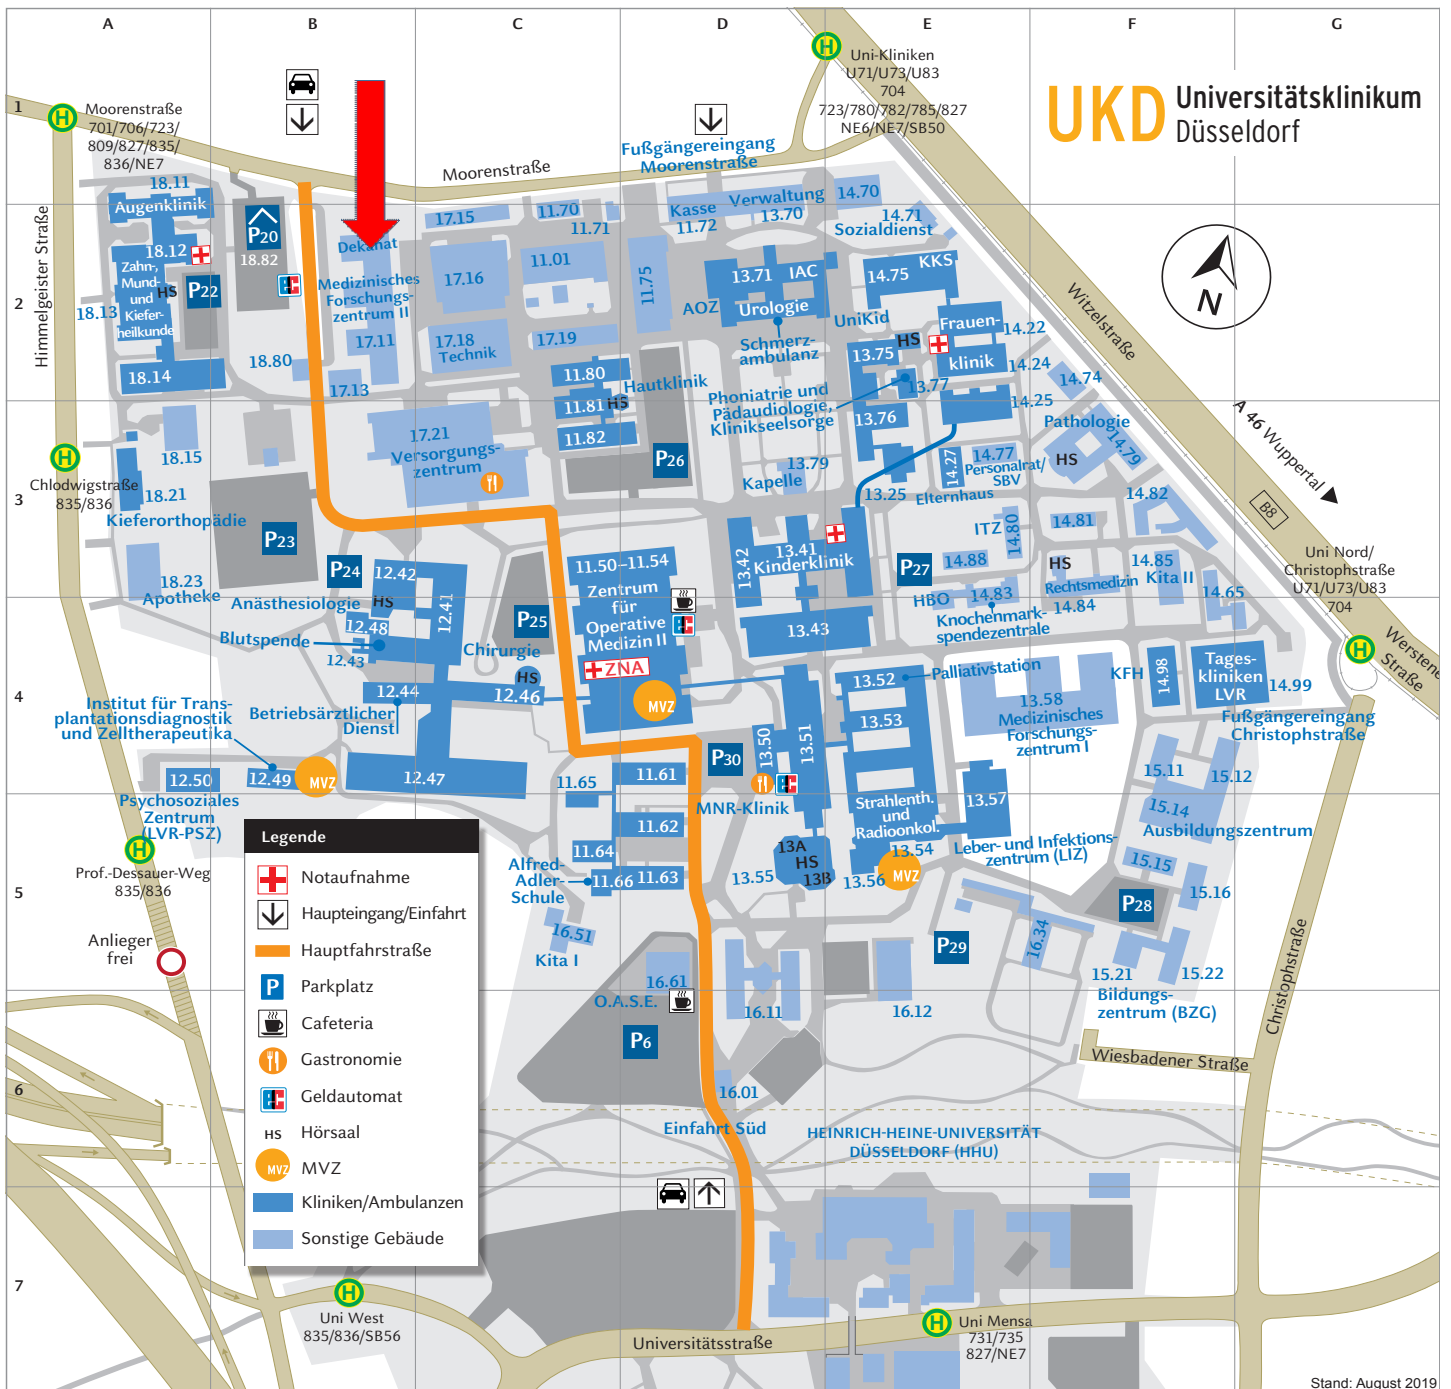 A
B
C
D
E
F
G
1
2
3
4
5
6
7
UKD Universitätsklinikum
Düsseldorf
H
Moorenstraße
701/706/723/
809/827/835/
836/NE7
H
Uni-Kliniken
U71/U73/U83
704
723/780/782/785/827
NE6/NE7/SB50
Fußgängereingang
Moorenstraße
Moorenstraße
Himmelgeister Straße
Witzelstraße
A 46 Wuppertal
B8
N
18.11
Augenklinik
18.12
Zahn-,
Mund-
und
Kiefer-
heilkunde
HS
P22
18.13
18.14
P20
18.82
18.80
Dekanat
Medizinisches
Forschungs-
zentrum II
17.11
17.13
17.15
17.16
17.18
Technik
17.19
11.70
11.71
11.01
11.75
Kasse
11.72
Verwaltung
13.70
14.70
14.71
Sozialdienst
13.71
IAC
AOZ
Urologie
Schmerz-
ambulanz
14.75
KKS
UniKid
HS
Frauen-
klinik
14.22
14.24
14.25
13.75
13.77
13.76
14.74
Phoniatrie und
Pädaudiologie,
Klinikseelsorge
11.80
11.81
HS
11.82
Hautklinik
P26
17.21
Versorgungs-
zentrum
H
Chlodwigstraße
835/836
18.15
18.21
Kieferorthopädie
18.23
Apotheke
P23
P24
Pathologie
HS
14.79
14.77
Personalrat/
SBV
14.27
Elternhaus
13.25
13.79
Kapelle
14.82
14.81
ITZ
14.80
14.88
HS
Rechtsmedizin
14.85
Kita II
14.84
14.65
HBO
14.83
Knochenmark-
spendezentrale
P27
13.41
Kinderklinik
13.42
13.43
11.50–11.54
Zentrum
für
Operative
Medizin II
ZNA
MVZ
P25
Chirurgie
HS
12.46
12.42
HS
12.41
Anästhesiologie
12.48
Blutspende
12.43
12.44
Betriebsärztlicher
Dienst
Institut für Trans-
plantationsdiagnostik
und Zelltherapeutika
12.50
12.49
MVZ
12.47
Psychosoziales
Zentrum
(LVR-PSZ)
Uni Nord/
Christophstraße
U71/U73/U83
704
H
Werstener
Straße
Tages-
kliniken
LVR
14.99
14.98
KFH
Fußgängereingang
Christophstraße
Palliativstation
13.52
13.53
13.58
Medizinisches
Forschungs-
zentrum I
13.50
13.51
P30
MNR-Klinik
11.61
11.65
11.62
11.64
11.66
11.63
Alfred-
Adler-
Schule
Strahlenth.
und
Radioonkol.
13.54
13.57
13.56
MVZ
13A
HS
13B
13.55
Leber- und Infektions-
zentrum (LIZ)
15.11
15.12
15.14
Ausbildungszentrum
15.15
15.16
P28
15.21
15.22
Bildungs-
zentrum (BZG)
16.34
P29
16.51
Kita I
16.61
O.A.S.E.
P6
16.11
16.12
16.01
Einfahrt Süd
Wiesbadener Straße
Christophstraße
HEINRICH-HEINE-UNIVERSITÄT
DÜSSELDORF (HHU)
H
Prof.-Dessauer-Weg
835/836
Anlieger
frei
Legende
Notaufnahme
Haupteingang/Einfahrt
Hauptfahrstraße
P Parkplatz
Cafeteria
Gastronomie
Geldautomat
HS Hörsaal
MVZ MVZ
Kliniken/Ambulanzen
Sonstige Gebäude
H
Uni West
835/836/SB56
Universitätsstraße
H
Uni Mensa
731/735
827/NE7
Stand: August 2019